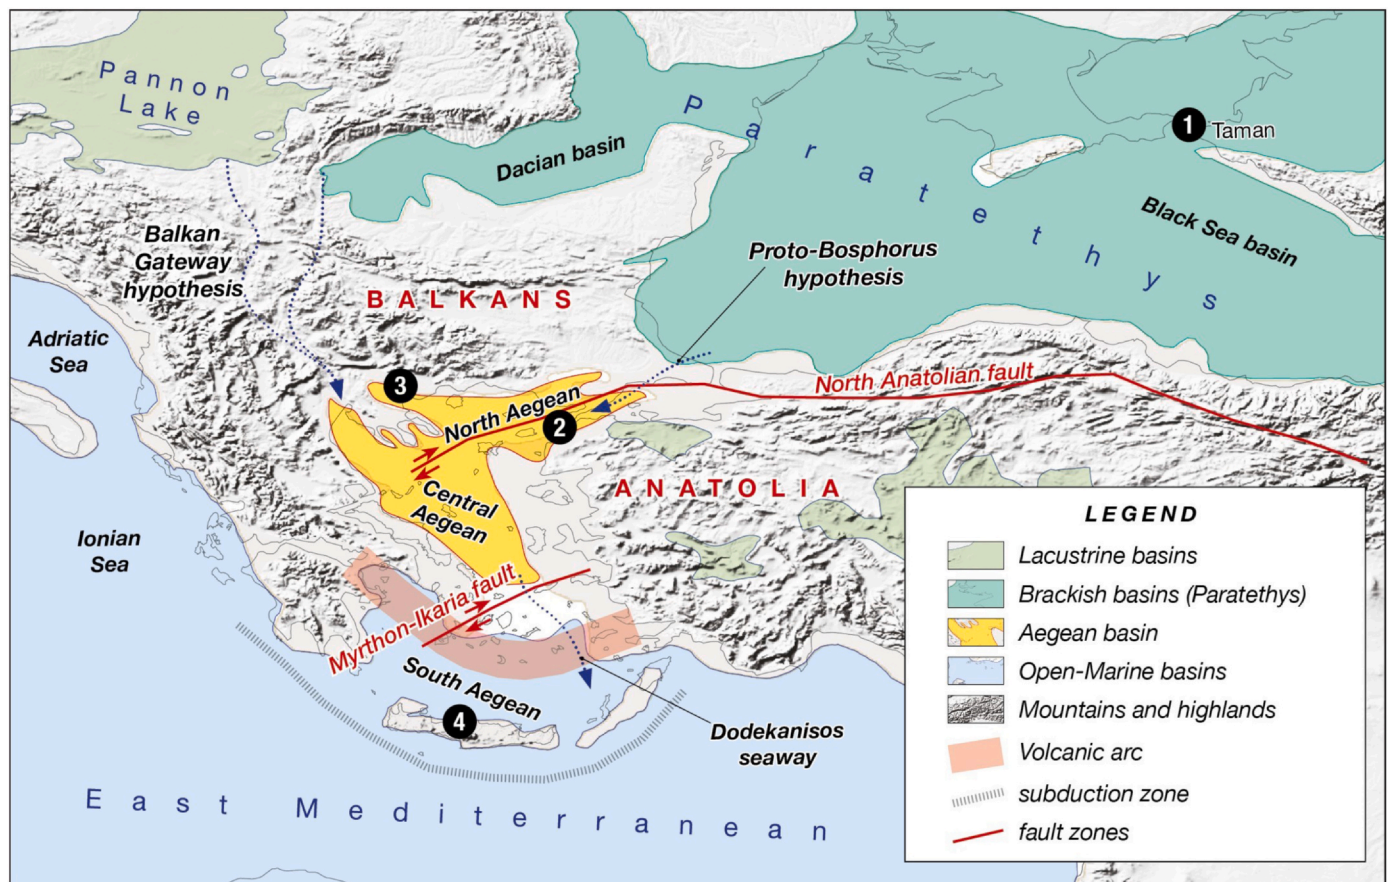 Pannon
Lake
Dacian basin
Paratethys
1
Taman
Black Sea basin
Balkan
Gateway
hypothesis
Proto-Bosphorus
hypothesis
BALKANS
Adriatic
Sea
3
North Aegean
2
North Anatolian fault
Central
Aegean
ANATOLIA
Ionian
Sea
Myrthon-Ikaria fault
South Aegean
4
Dodekanisos
seaway
East Mediterranean
LEGEND
Lacustrine basins
Brackish basins (Paratethys)
Aegean basin
Open-Marine basins
Mountains and highlands
Volcanic arc
subduction zone
fault zones